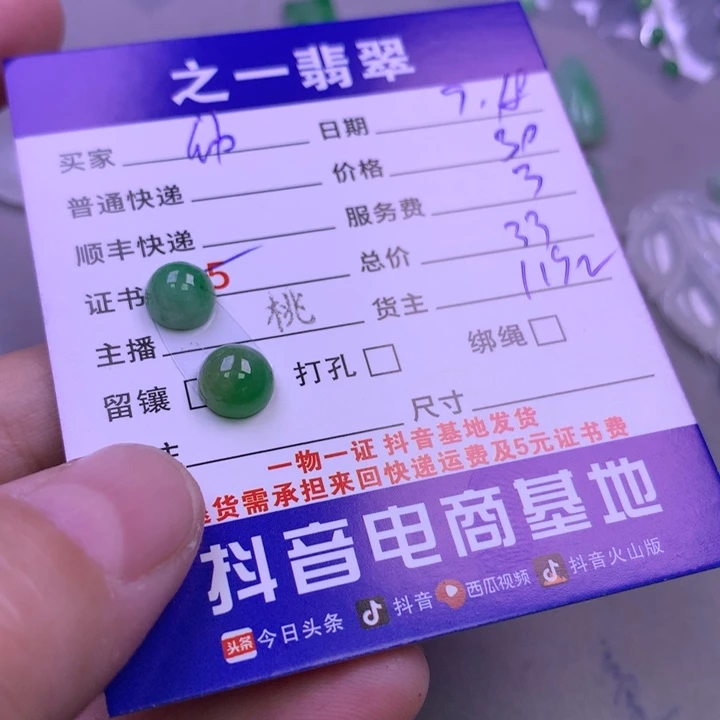 之一翡翠
买家 日期 7.18
普通快递 价格 30
顺丰快递 服务费 3
证书 5 总价 33
主播 桃 货主 1192
留镶 打孔 绑绳
主 尺寸
一物一证 抖音基地发货
货需承担来回快递运费及5元证书费
抖音电商基地
头条 今日头条 抖音 西瓜视频 抖音火山版